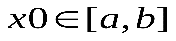 x0 ∈ [a, b]